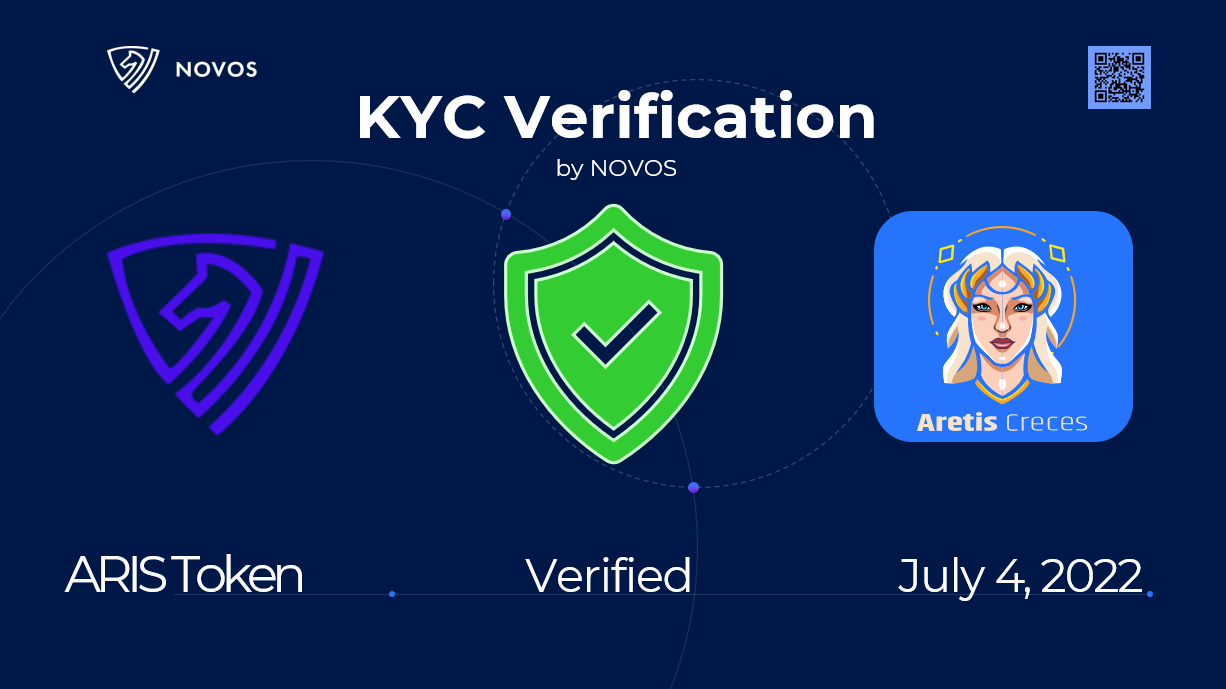 NOVOS
KYC Verification
by NOVOS
Aretis Creces
ARIS Token
Verified
July 4, 2022